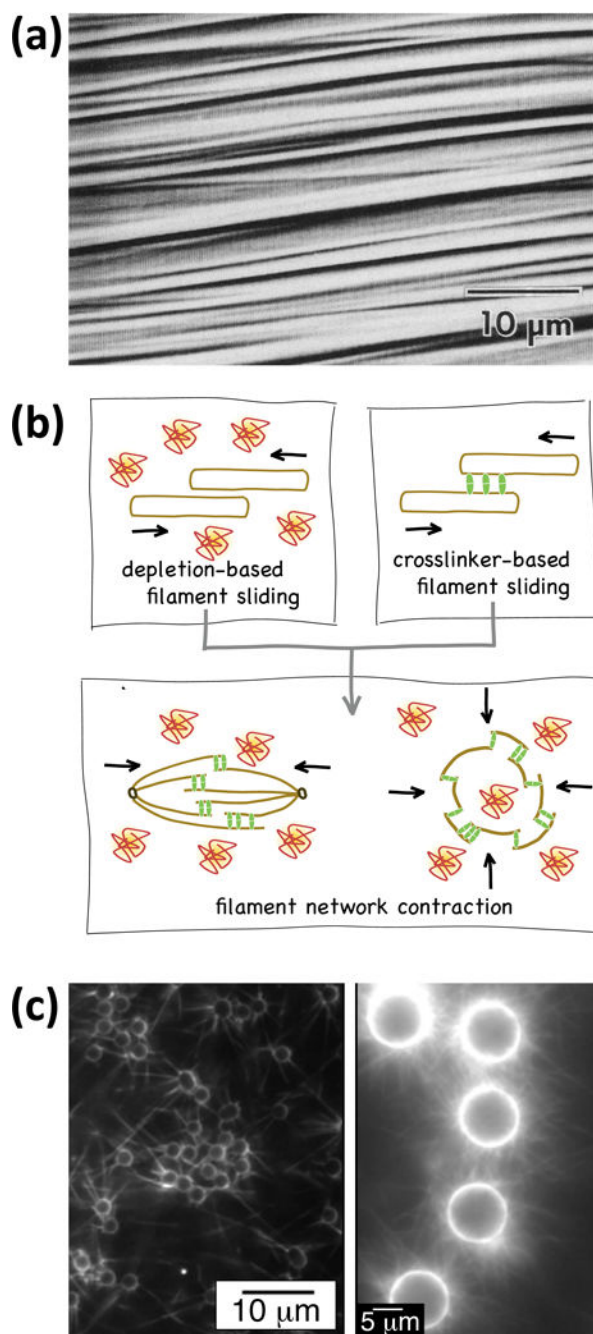 (a)
10 μm
(b)
depletion-based
filament sliding
crosslinker-based
filament sliding
filament network contraction
(c)
10 μm
5 μm